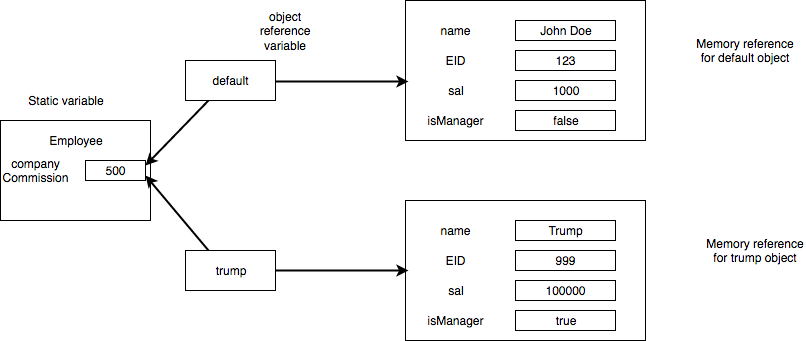 object
reference
variable
default
Static variable
Employee
company
Commission
500
trump
name
John Doe
EID
123
sal
1000
isManager
false
Memory reference
for default object
name
Trump
EID
999
sal
100000
isManager
true
Memory reference
for trump object